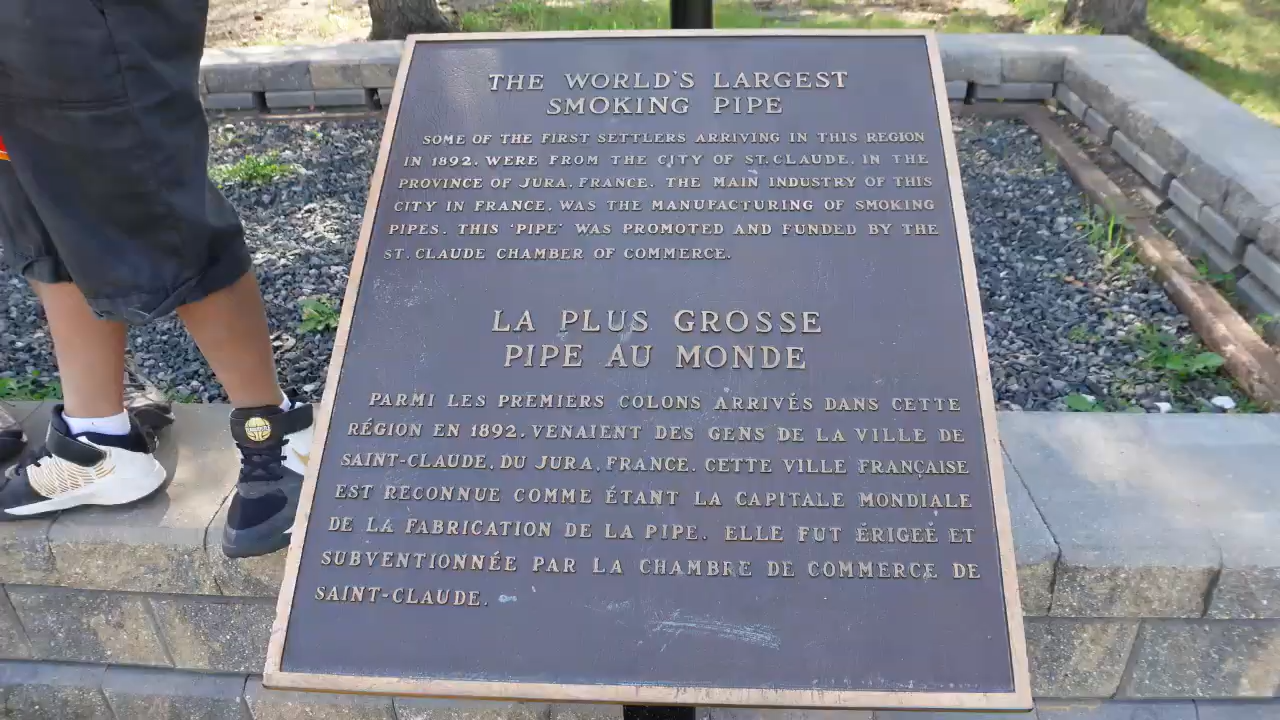 THE WORLD'S LARGEST
SMOKING PIPE
SOME OF THE FIRST SETTLERS ARRIVING IN THIS REGION
IN 1892, WERE FROM THE CITY OF ST. CLAUDE, IN THE
PROVINCE OF JURA, FRANCE. THE MAIN INDUSTRY OF THIS
CITY IN FRANCE, WAS THE MANUFACTURING OF SMOKING
PIPES. THIS 'PIPE' WAS PROMOTED AND FUNDED BY THE
ST. CLAUDE CHAMBER OF COMMERCE.
LA PLUS GROSSE
PIPE AU MONDE
PARMI LES PREMIERS COLONS ARRIVÉS DANS CETTE
RÉGION EN 1892, VENAIENT DES GENS DE LA VILLE DE
SAINT-CLAUDE, DU JURA, FRANCE. CETTE VILLE FRANÇAISE
EST RECONNUE COMME ÉTANT LA CAPITALE MONDIALE
DE LA FABRICATION DE LA PIPE. ELLE FUT ÉRIGEÉ ET
SUBVENTIONNÉE PAR LA CHAMBRE DE COMMERCE DE
SAINT-CLAUDE.